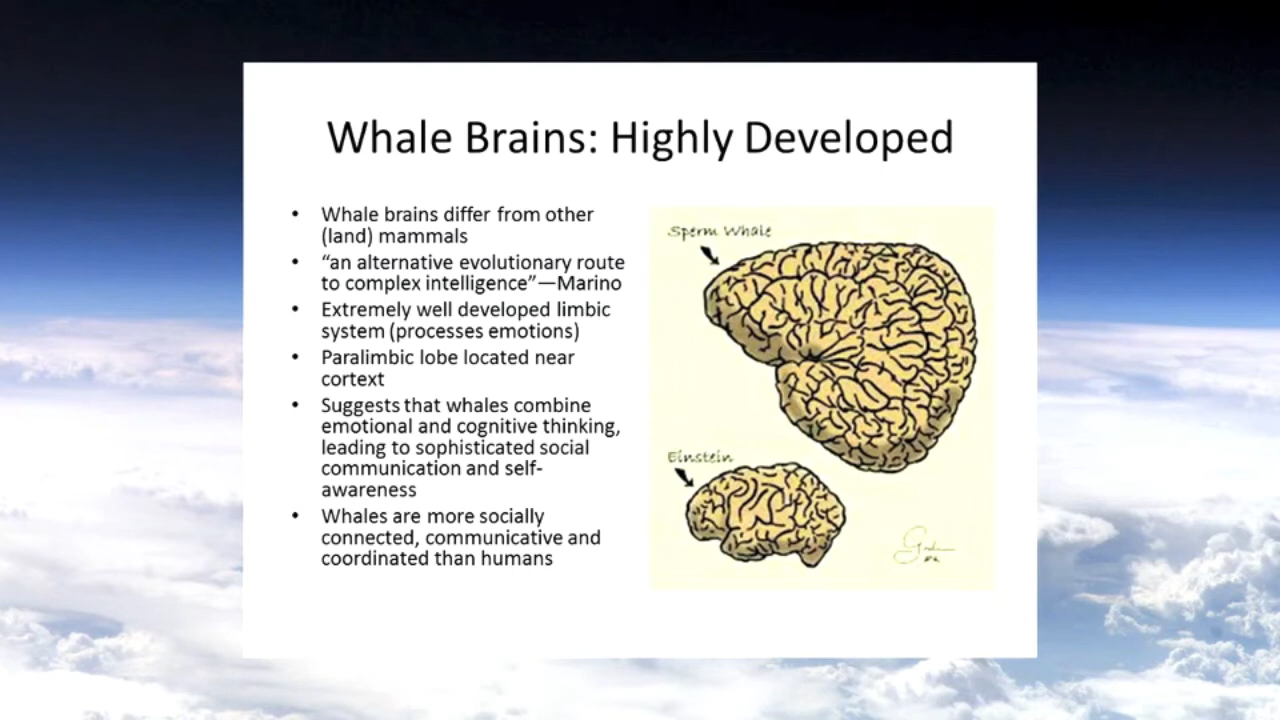 Whale Brains: Highly Developed
• Whale brains differ from other
(land) mammals
• “an alternative evolutionary route
to complex intelligence”—Marino
• Extremely well developed limbic
system (processes emotions)
• Paralimbic lobe located near
cortex
• Suggests that whales combine
emotional and cognitive thinking,
leading to sophisticated social
communication and self-
awareness
• Whales are more socially
connected, communicative and
coordinated than humans
Sperm Whale
Einstein